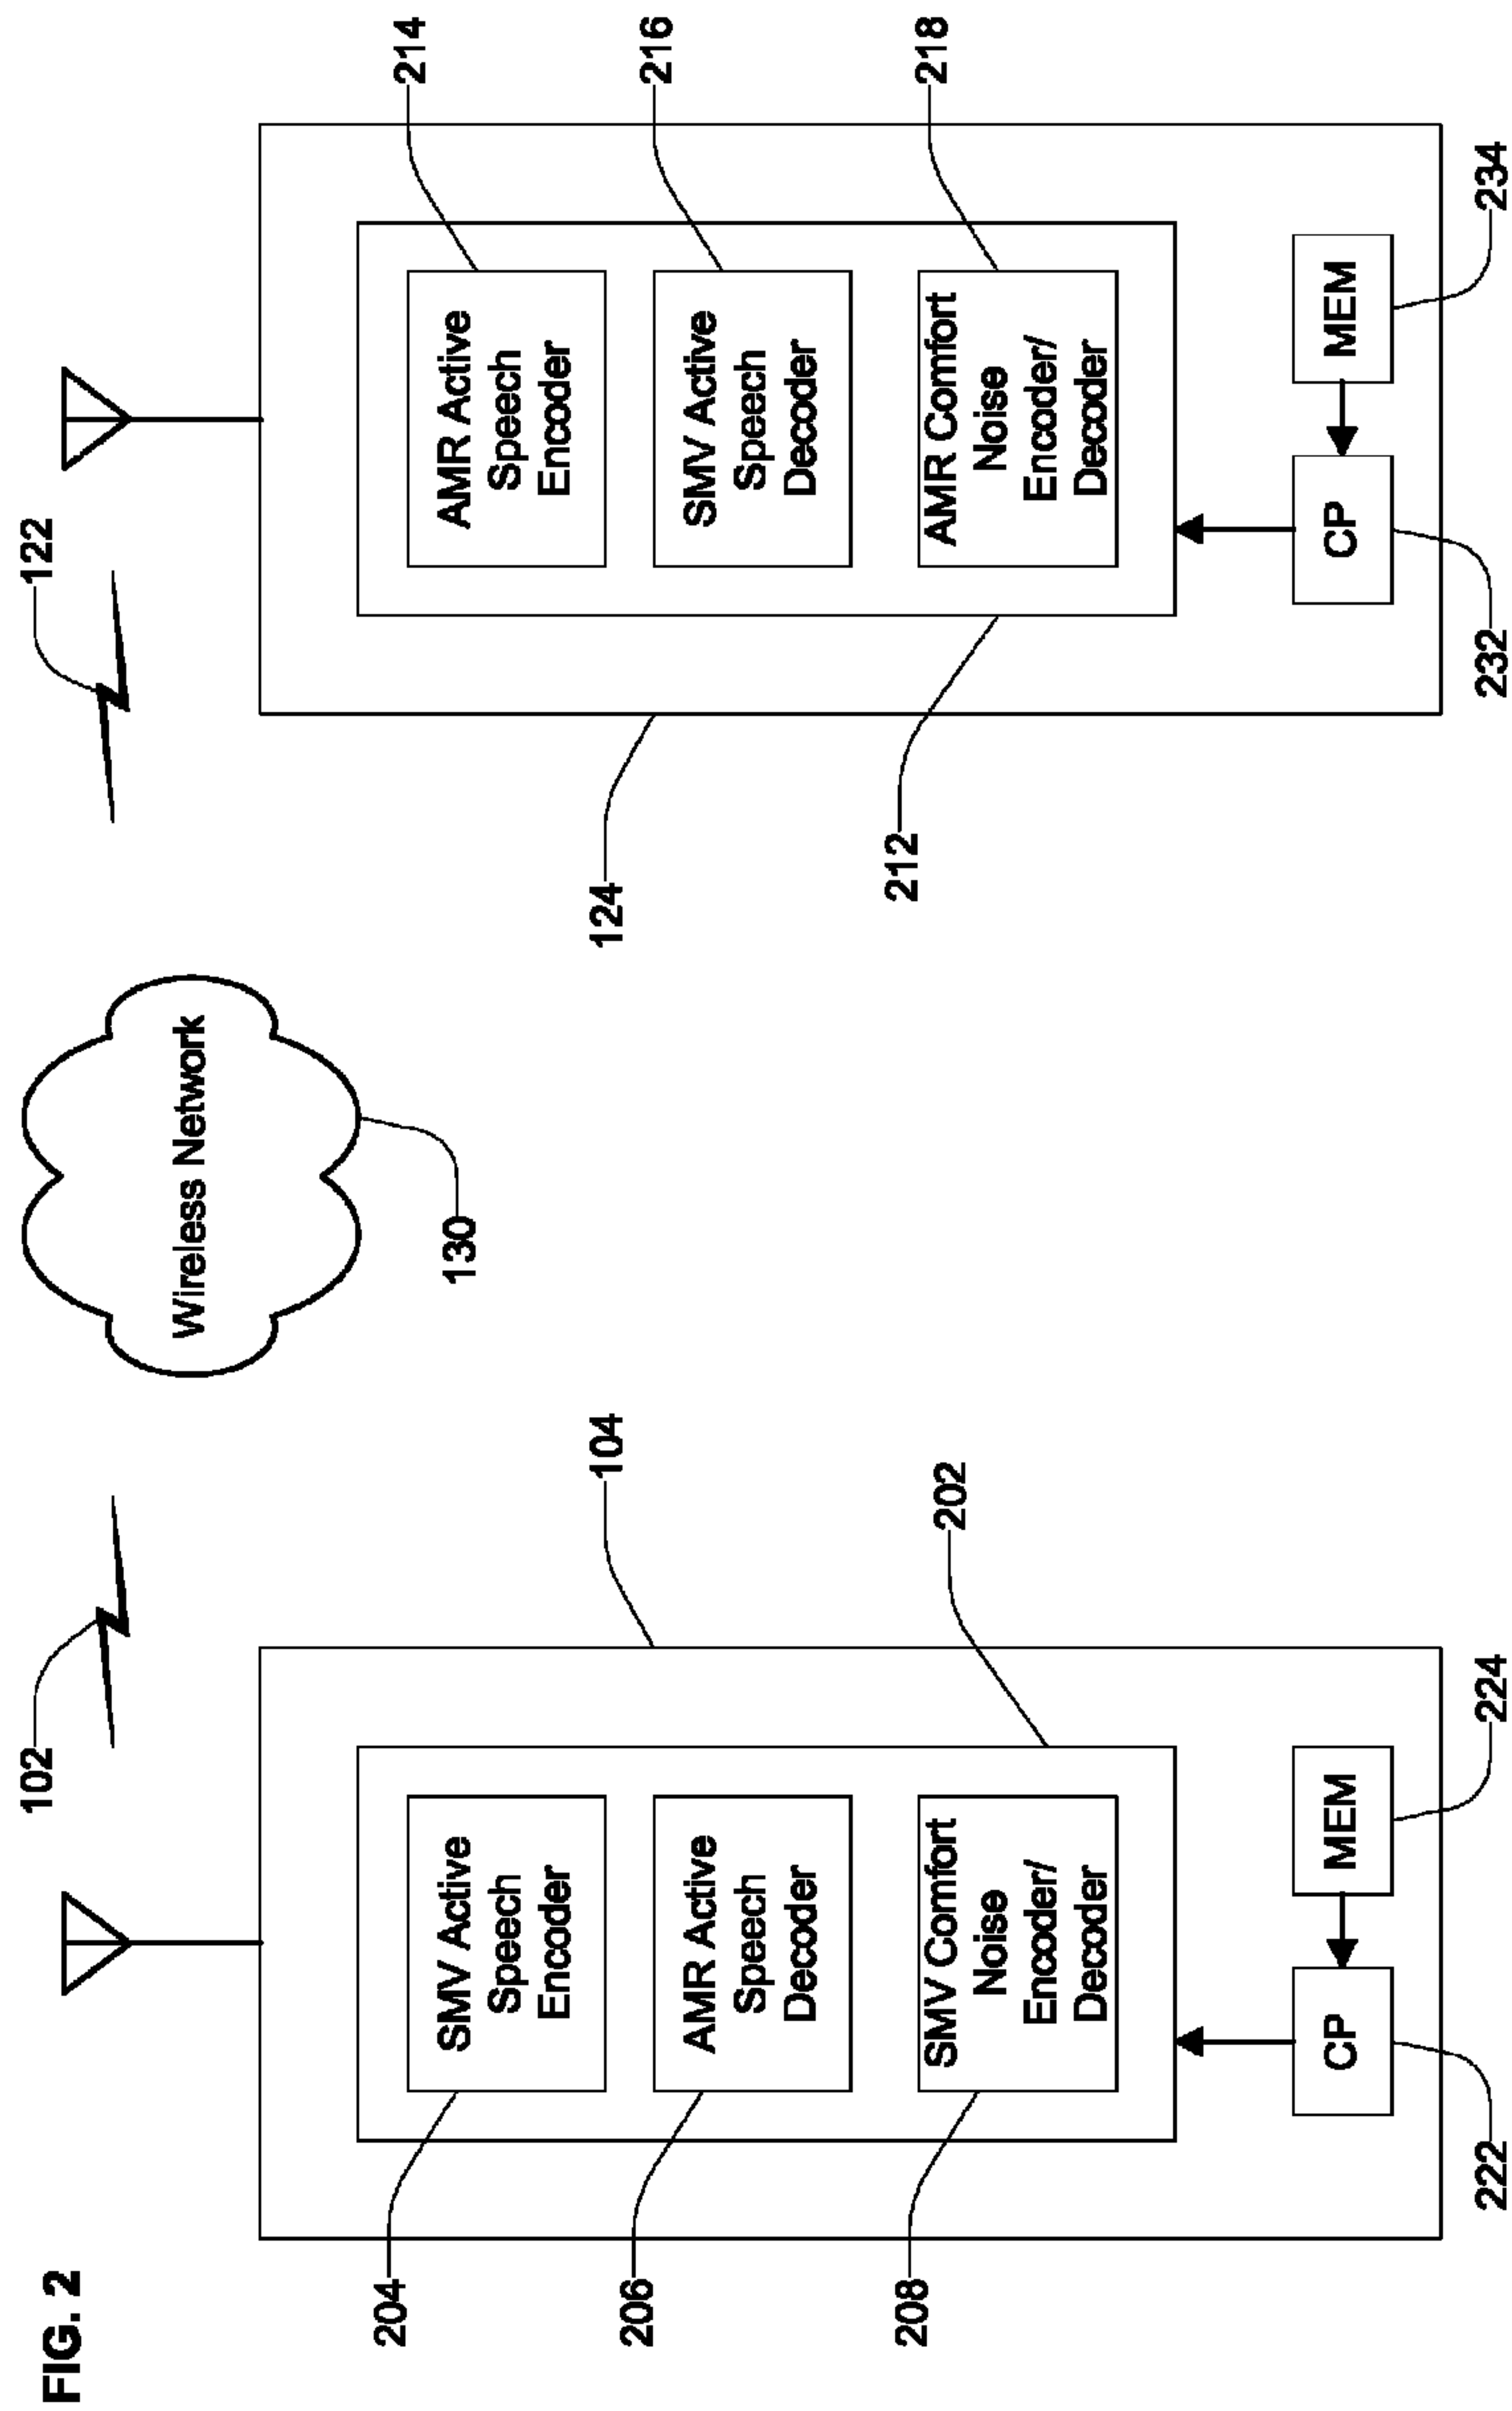 FIG. 2
102
122
Wireless Network
130
104
124
204
SMV Active
Speech
Encoder
206
AMR Active
Speech
Decoder
208
SMV Comfort
Noise
Encoder/
Decoder
202
222
CP
MEM
224
214
AMR Active
Speech
Encoder
216
SMV Active
Speech
Decoder
218
AMR Comfort
Noise
Encoder/
Decoder
212
232
CP
MEM
234